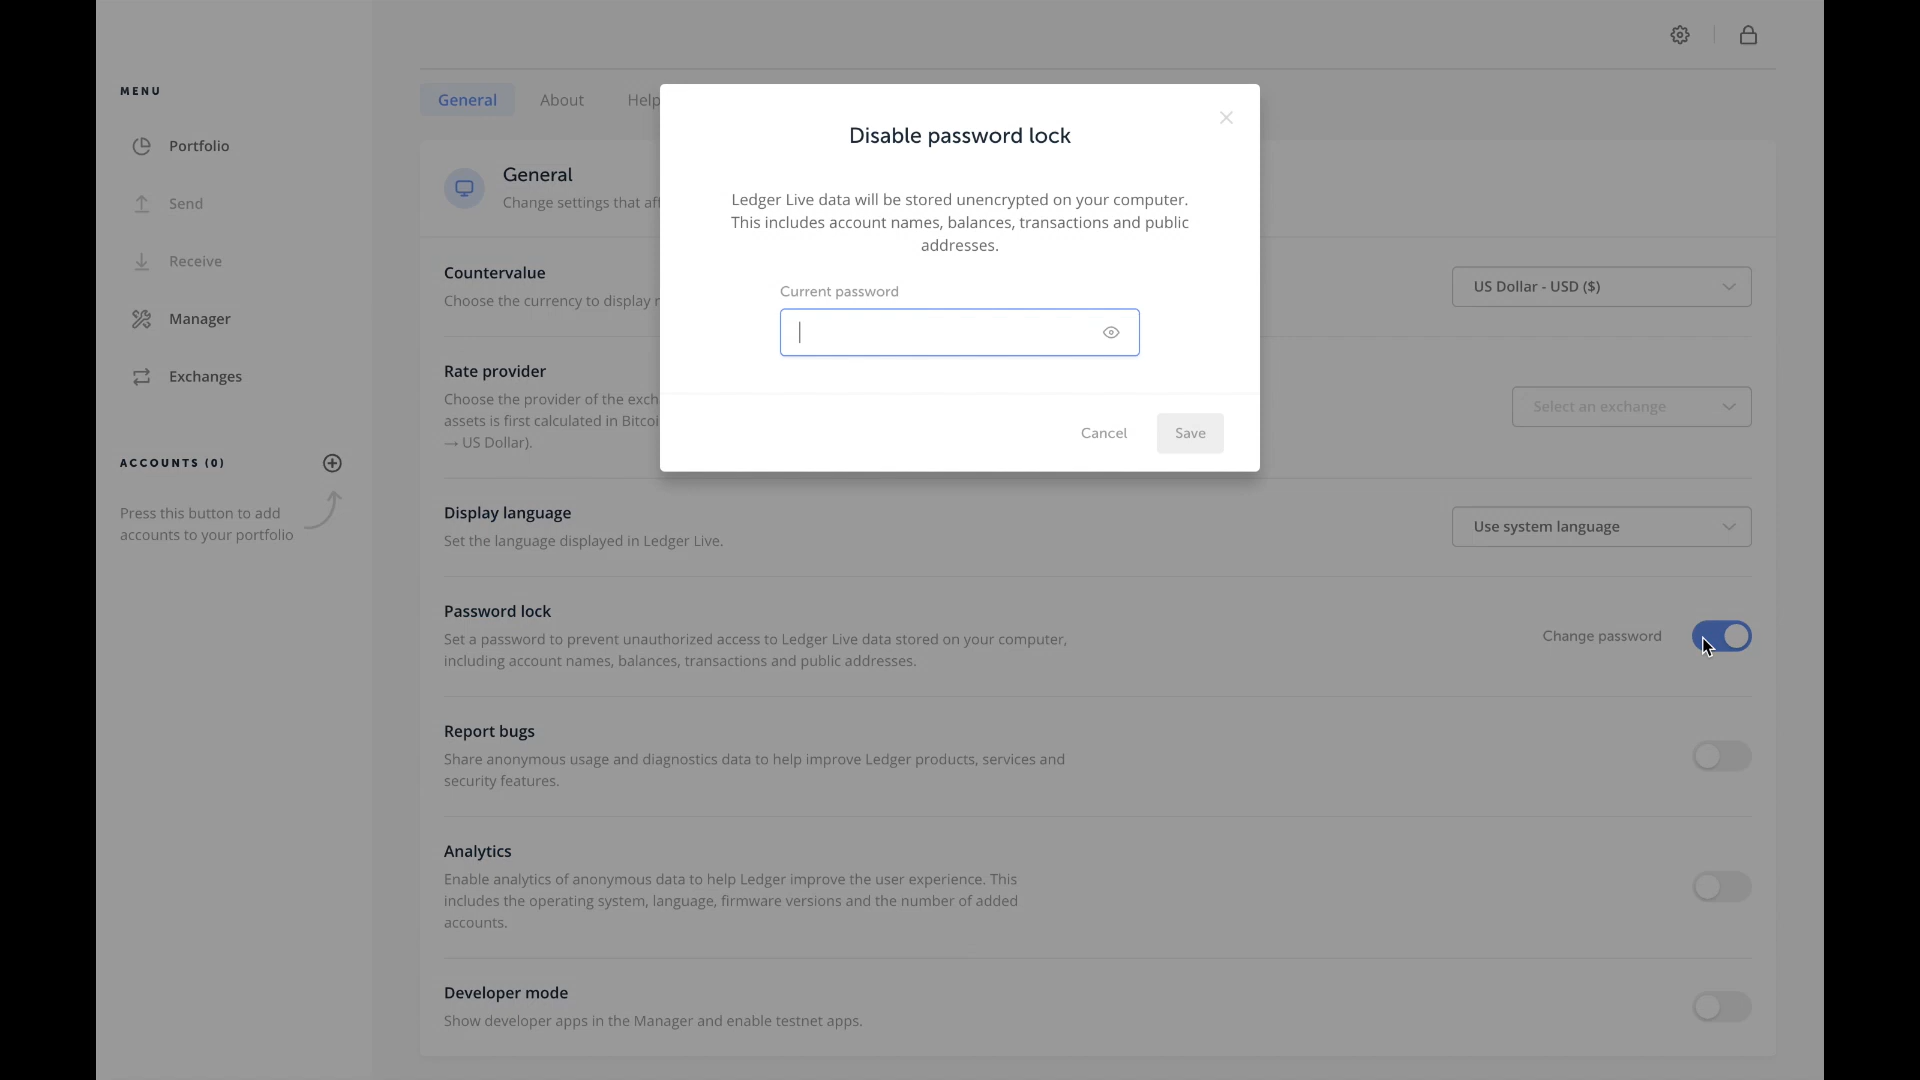 MENU
Portfolio
Send
Receive
Manager
Exchanges
ACCOUNTS (0)
Press this button to add
accounts to your portfolio
General
About
Help
General
Change settings that
Countervalue
Choose the currency to display
US Dollar - USD ($)
Rate provider
Choose the provider of the
assets is first calculated in
→ US Dollar).
Select an exchange
Display language
Set the language displayed in Ledger Live.
Use system language
Password lock
Set a password to prevent unauthorized access to Ledger Live data stored on your computer,
including account names, balances, transactions and public addresses.
Change password
Report bugs
Share anonymous usage and diagnostics data to help improve Ledger products, services and
security features.
Analytics
Enable analytics of anonymous data to help Ledger improve the user experience. This
includes the operating system, language, firmware versions and the number of added
accounts.
Developer mode
Show developer apps in the Manager and enable testnet apps.
Disable password lock
Ledger Live data will be stored unencrypted on your computer.
This includes account names, balances, transactions and public
addresses.
Current password
Cancel
Save